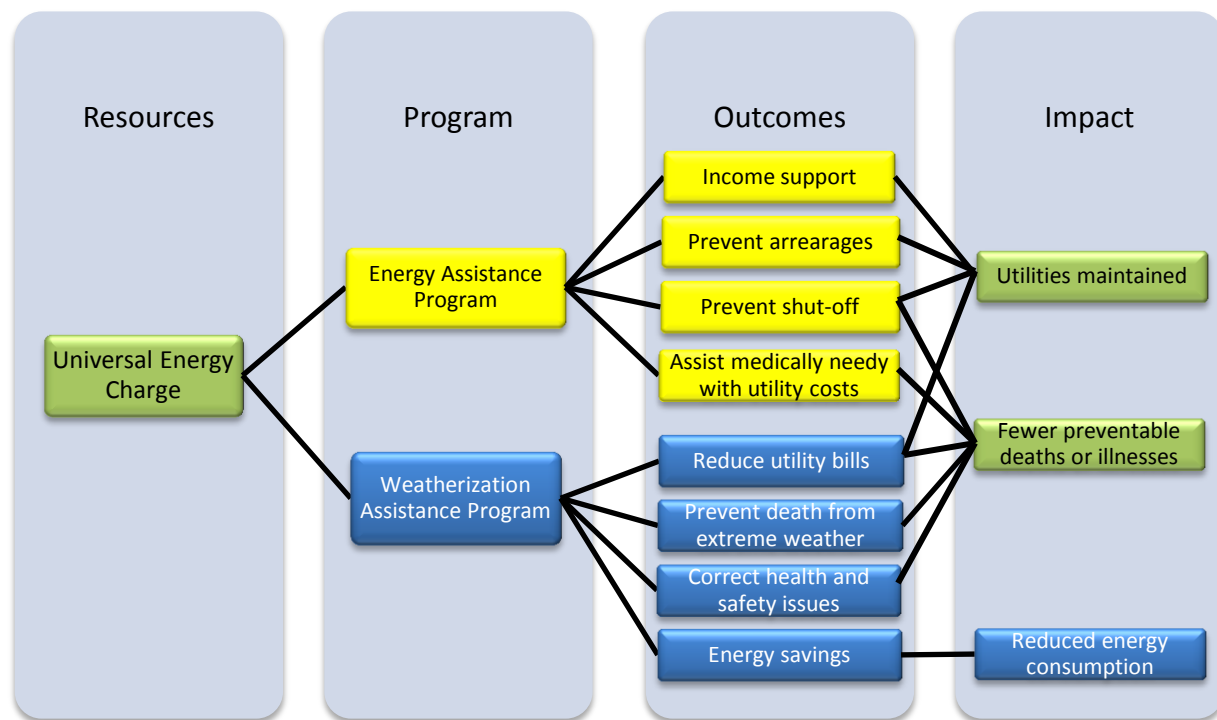 Resources
Program
Outcomes
Impact
Universal Energy
Charge
Energy Assistance
Program
Weatherization
Assistance Program
Income support
Prevent arrearages
Prevent shut-off
Assist medically needy
with utility costs
Reduce utility bills
Prevent death from
extreme weather
Correct health and
safety issues
Energy savings
Utilities maintained
Fewer preventable
deaths or illnesses
Reduced energy
consumption